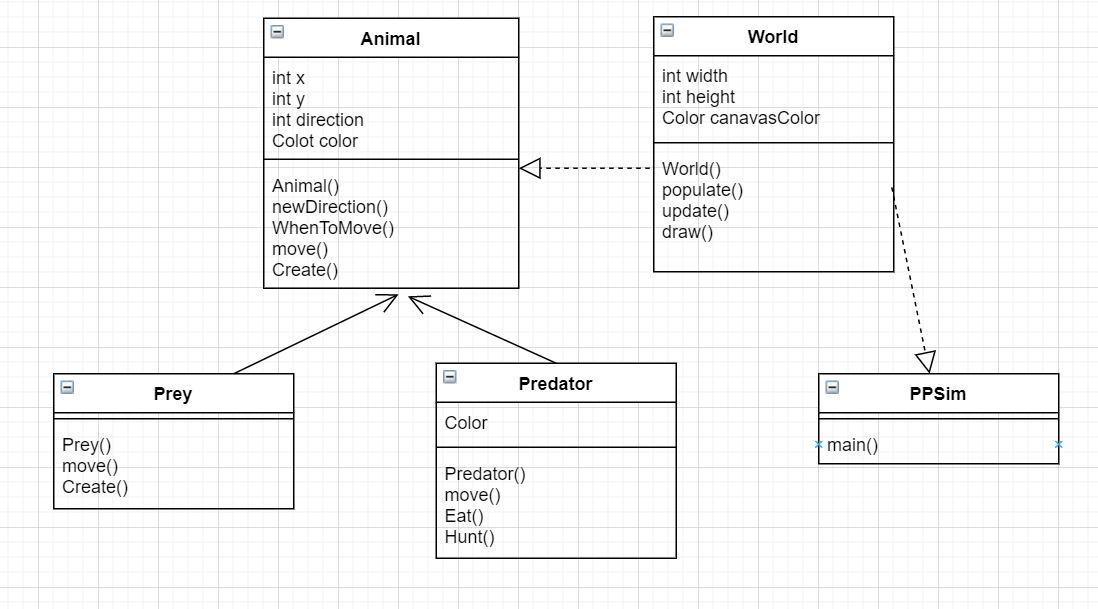 Animal
int x
int y
int direction
Colot color
Animal()
newDirection()
WhenToMove()
move()
Create()
World
int width
int height
Color canavasColor
World()
populate()
update()
draw()
Prey
Prey()
move()
Create()
Predator
Color
Predator()
move()
Eat()
Hunt()
PPSim
main()